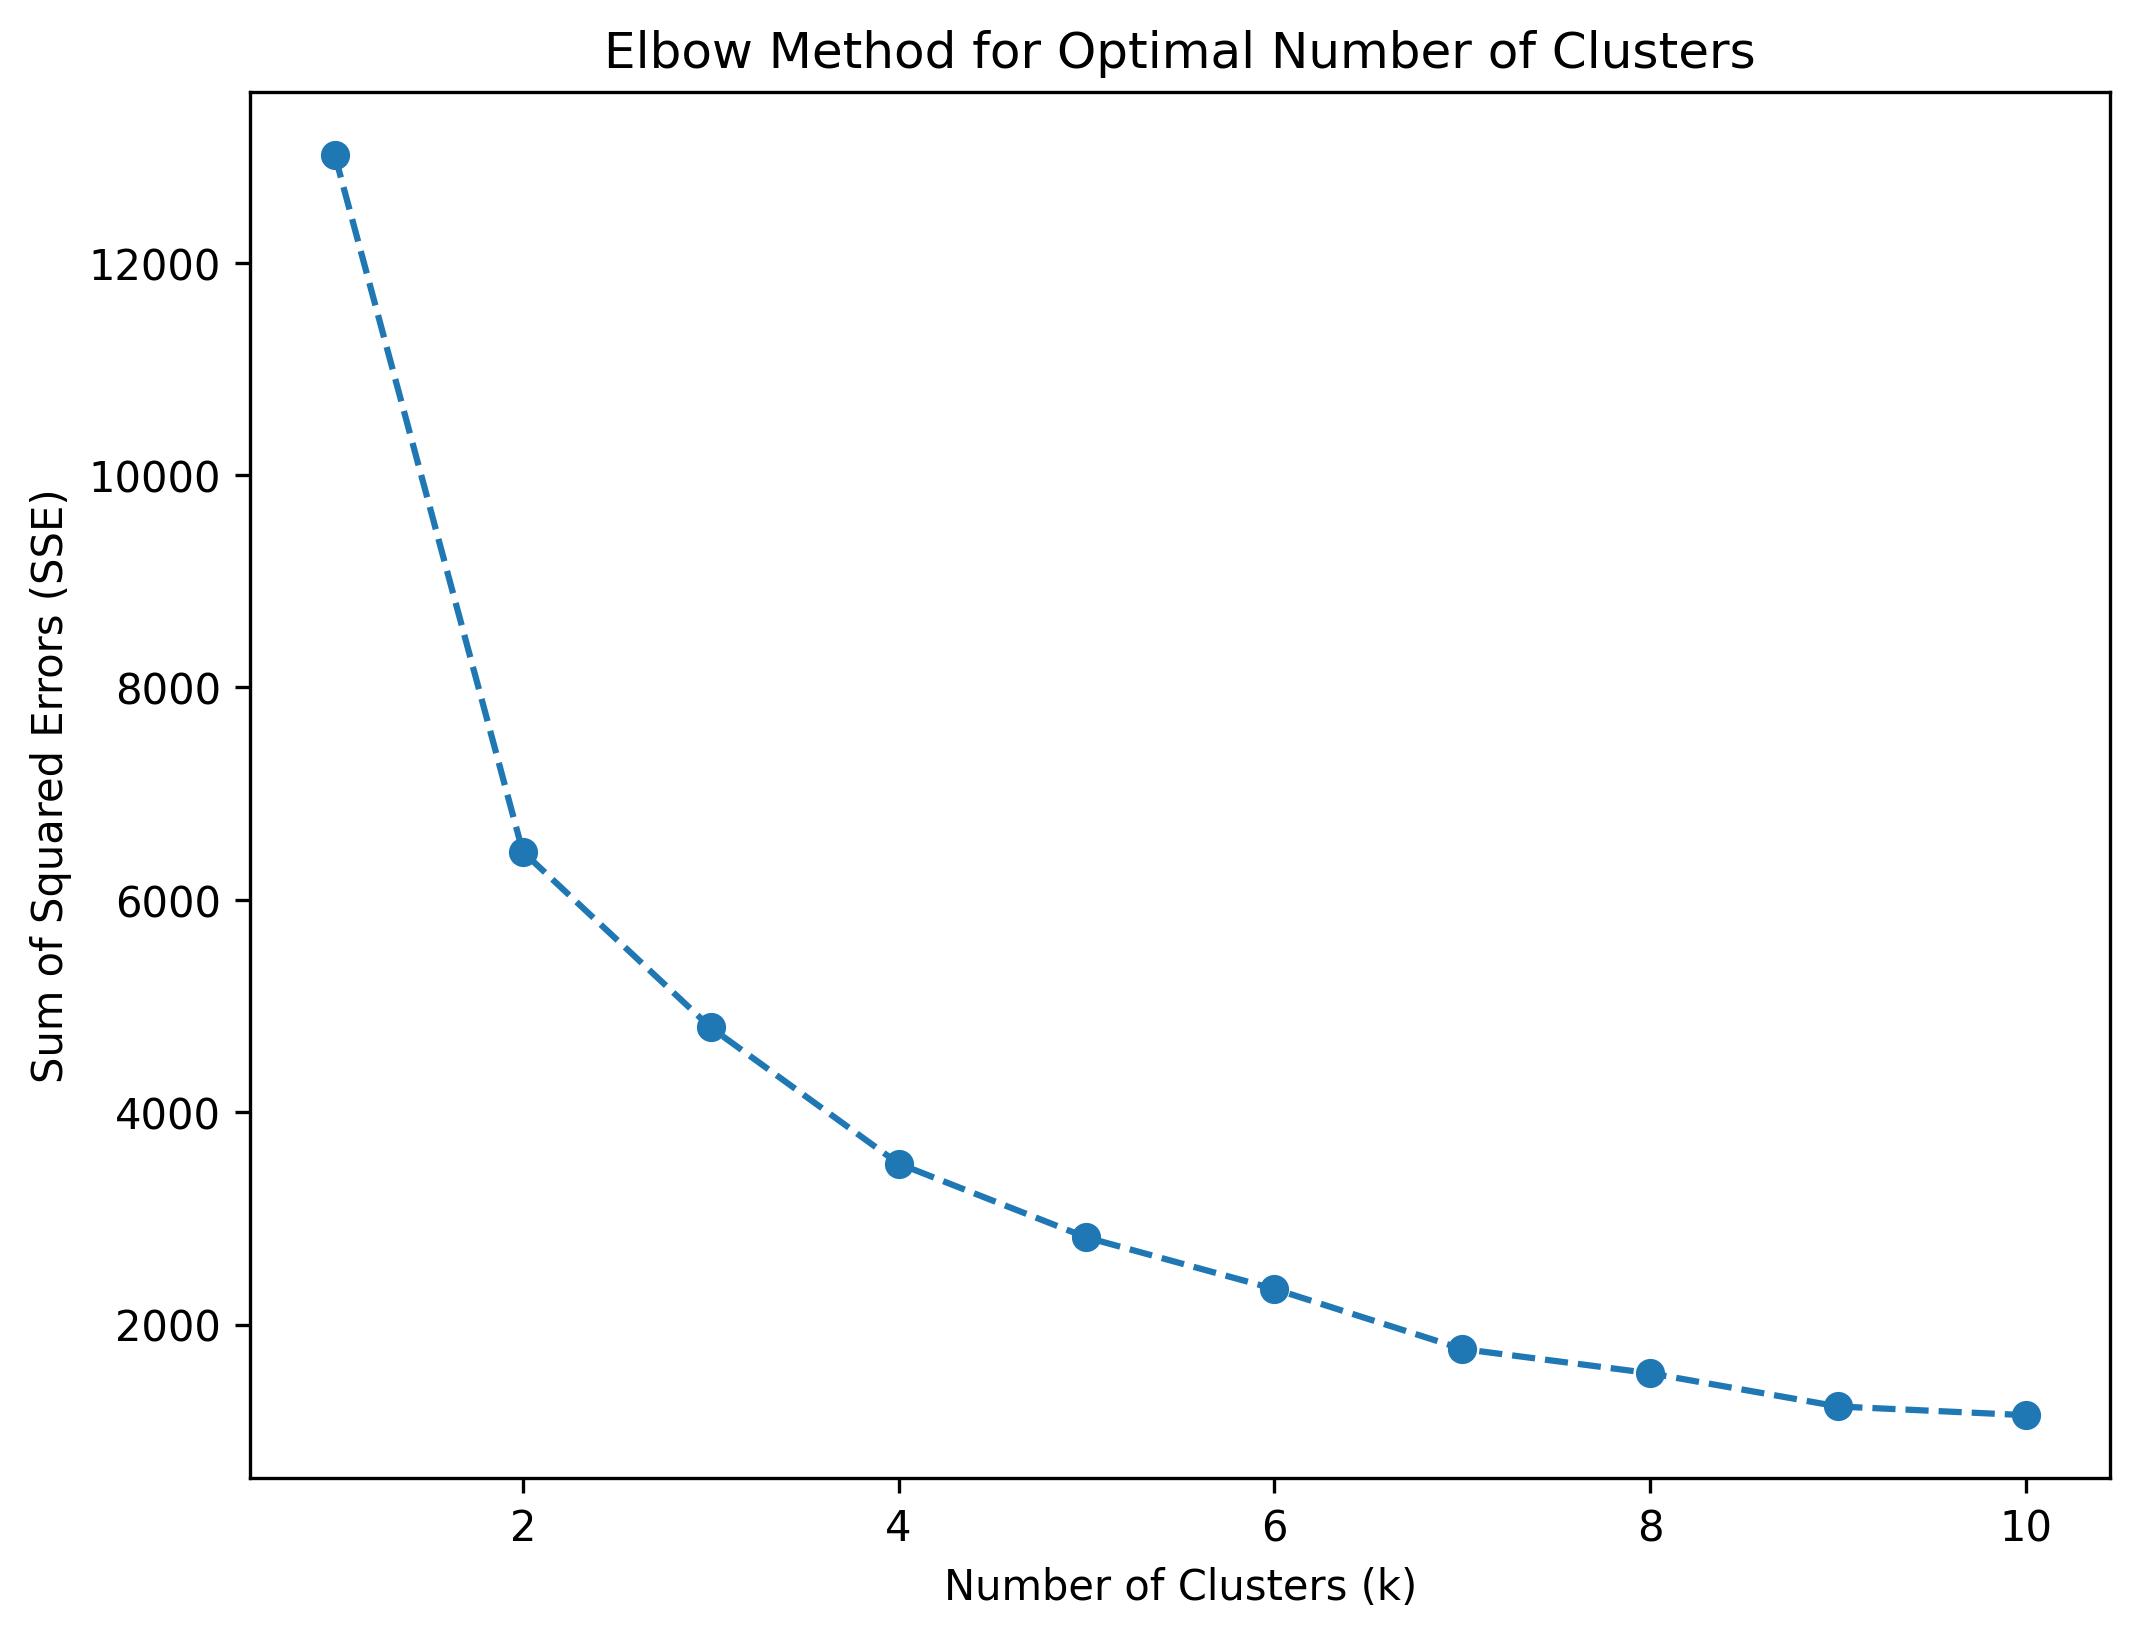 Elbow Method for Optimal Number of Clusters
Sum of Squared Errors (SSE)
12000
10000
8000
6000
4000
2000
2 4 6 8 10
Number of Clusters (k)